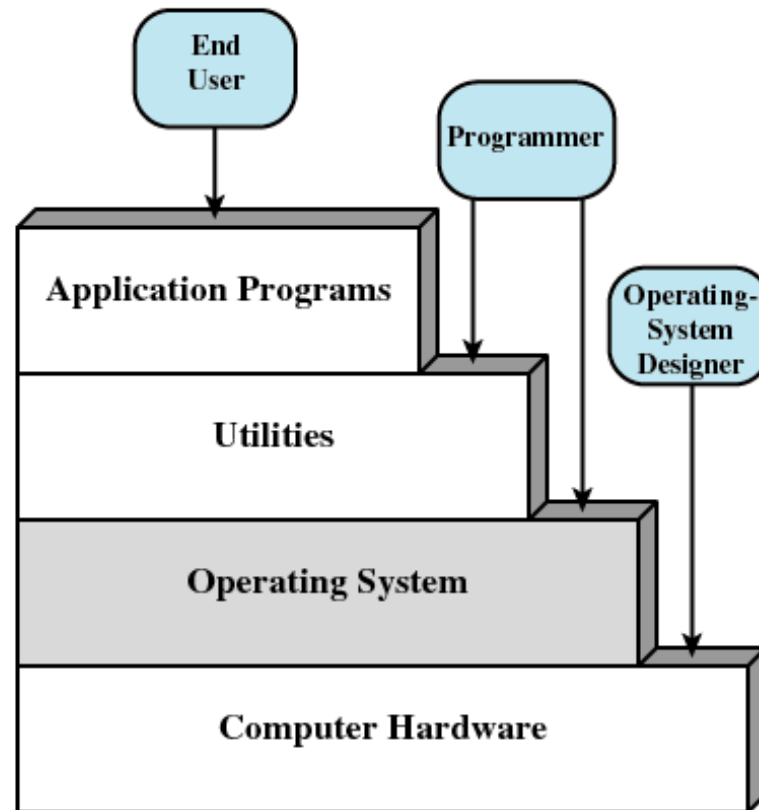 End
User
Programmer
Operating-
System
Designer
Application Programs
Utilities
Operating System
Computer Hardware